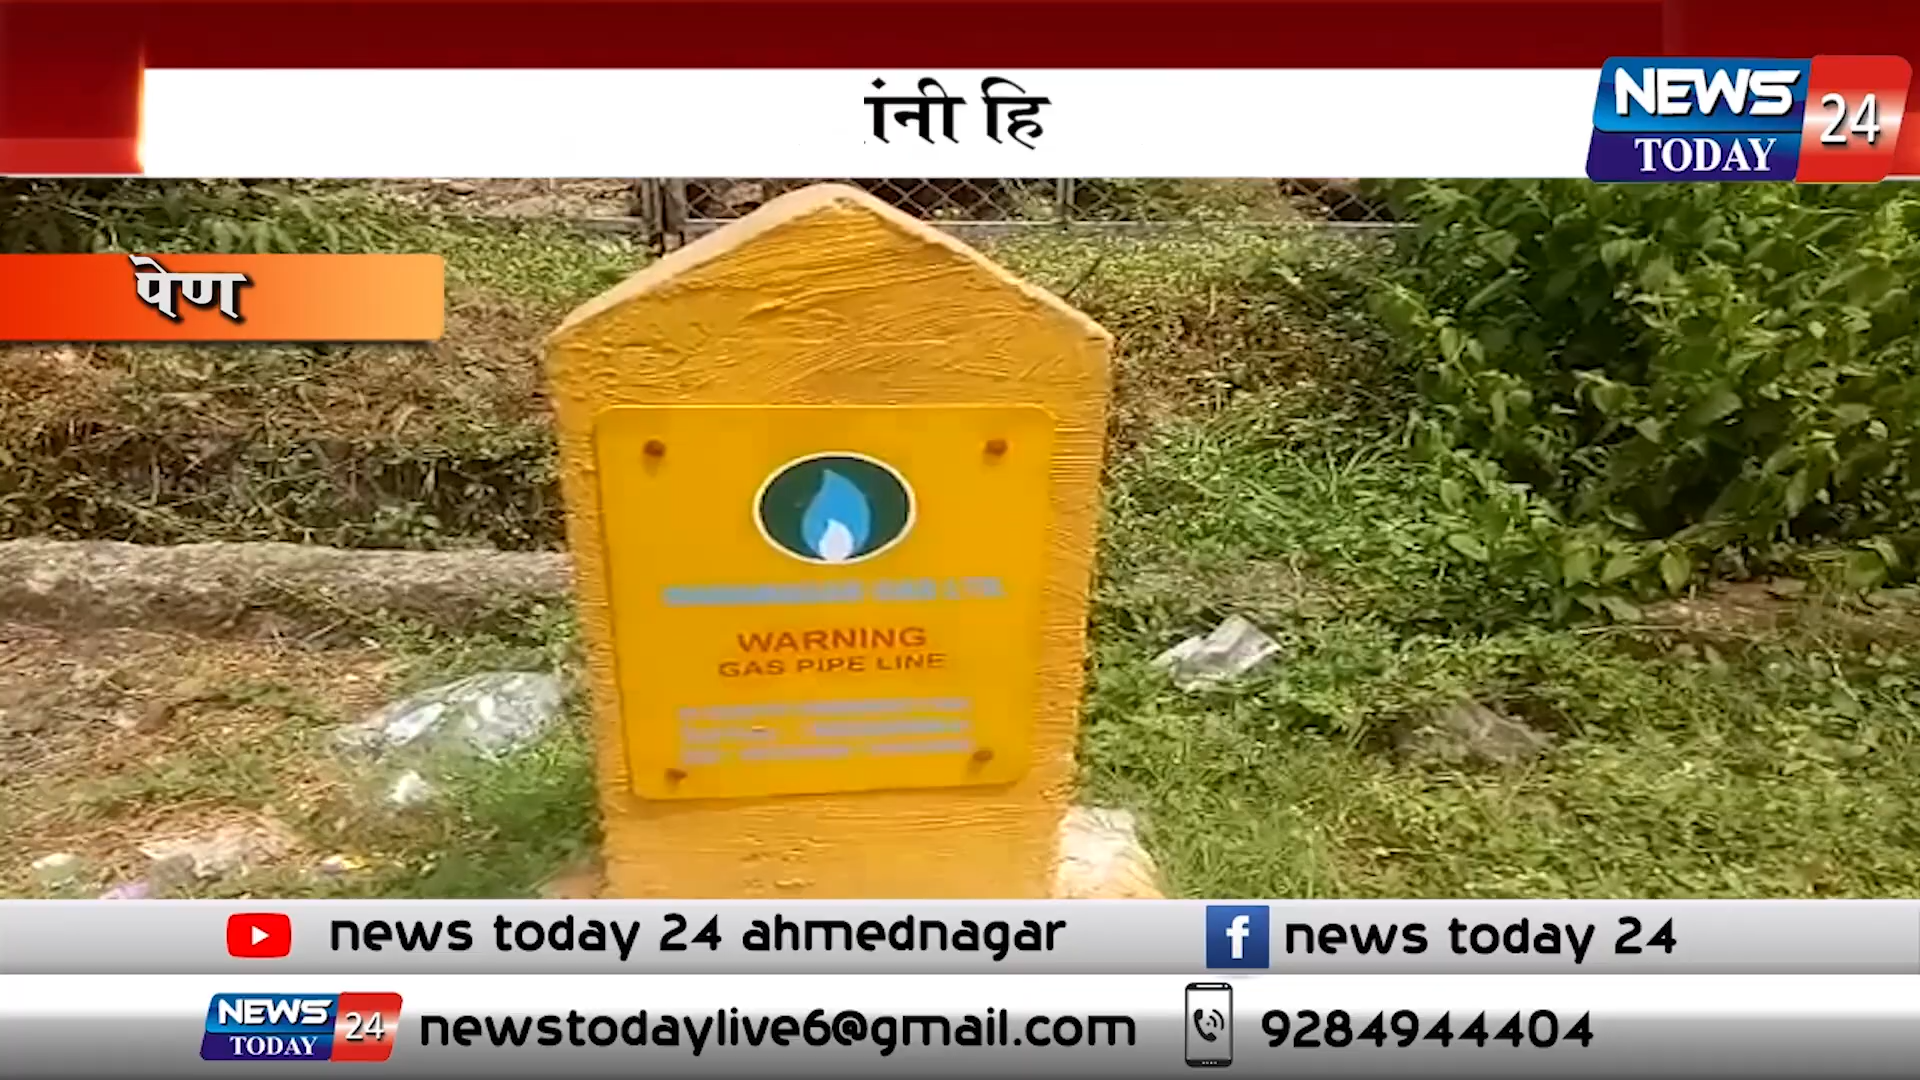 ांनी हि
NEWS
TODAY
24
पेण
WARNING
GAS PIPE LINE
news today 24 ahmednagar
f news today 24
NEWS
TODAY
24
newstodaylive6@gmail.com
9284944404